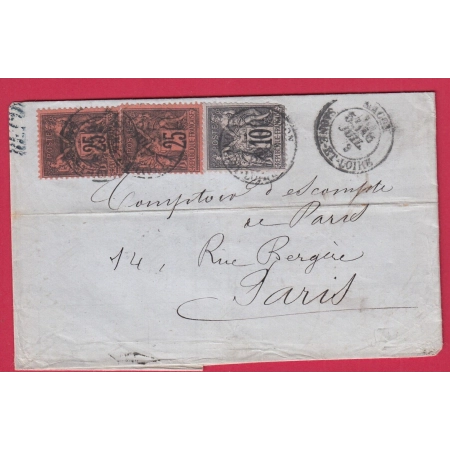 25
25
10
Comptoir d'escompte
de Paris
14, Rue Bergère
Paris